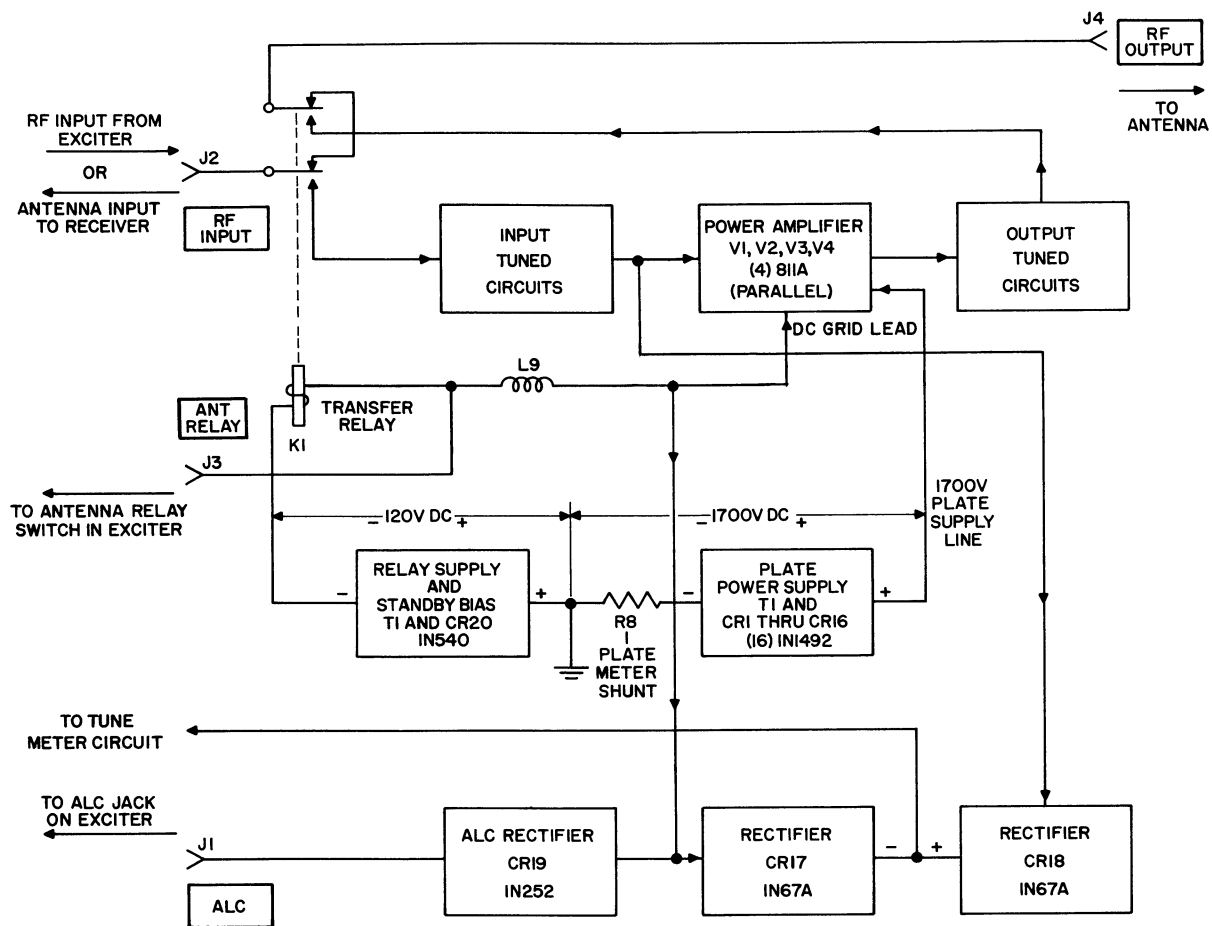 J4
RF
OUTPUT
TO
ANTENNA
RF INPUT FROM
EXCITER
OR
J2
ANTENNA INPUT
TO RECEIVER
RF
INPUT
INPUT
TUNED
CIRCUITS
POWER AMPLIFIER
V1, V2, V3, V4
(4) 811A
(PARALLEL)
OUTPUT
TUNED
CIRCUITS
DC GRID LEAD
L9
ANT
RELAY
TRANSFER
RELAY
K1
J3
TO ANTENNA RELAY
SWITCH IN EXCITER
- 120V DC +
- 1700V DC +
1700V
PLATE
SUPPLY
LINE
-
RELAY SUPPLY
AND
STANDBY BIAS
T1 AND CR20
1N540
+
R8
PLATE
METER
SHUNT
-
PLATE
POWER SUPPLY
T1 AND
CR1 THRU CR16
(16) 1N1492
+
TO TUNE
METER CIRCUIT
TO ALC JACK
ON EXCITER
J1
ALC
ALC RECTIFIER
CR19
1N252
RECTIFIER
CR17
1N67A
- +
RECTIFIER
CR18
1N67A